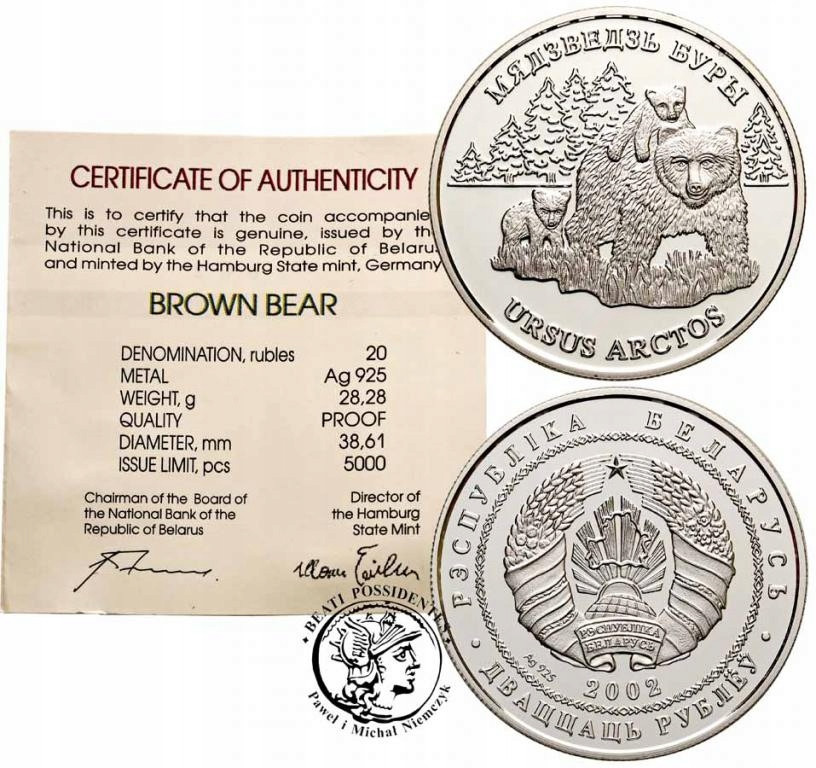 CERTIFICATE OF AUTHENTICITY
This is to certify that the coin accompanie
by this certificate is genuine, issued by th
National Bank of the Republic of Belaru
and minted by the Hamburg State mint, Germany
BROWN BEAR
DENOMINATION, rubles 20
METAL Ag 925
WEIGHT, g 28,28
QUALITY PROOF
DIAMETER, mm 38,61
ISSUE LIMIT, pcs 5000
Chairman of the Board of
the National Bank of the
Republic of Belarus
Director of
the Hamburg
State Mint
МЯДЗВЕДЗЬ БУРЫ
URSUS ARCTOS
РЭСПУБЛІКА БЕЛАРУСЬ
РЭСПУБЛІКА
БЕЛАРУСЬ
Ag 925
2002
ДВАЦЦАЦЬ РУБЛЁЎ
BEATI POSSIDENTES
Paweł i Michał Niemczyk